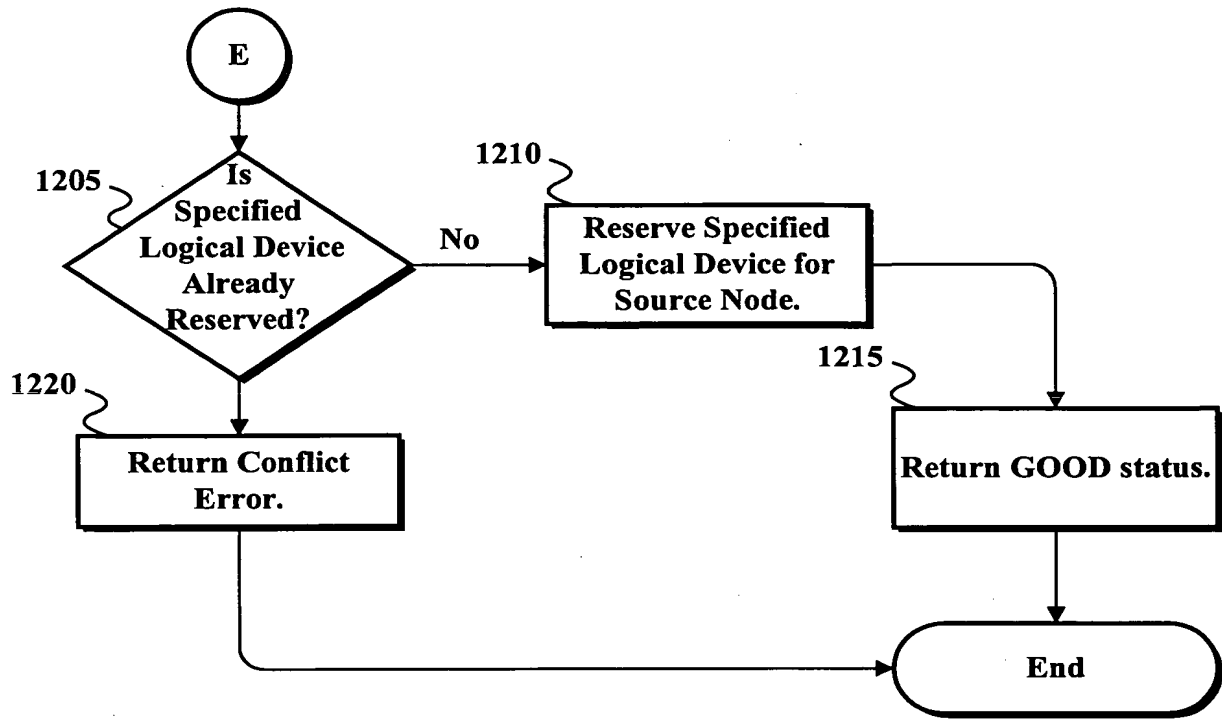 E
1205
Is
Specified
Logical Device
Already
Reserved?
No
1210
Reserve Specified
Logical Device for
Source Node.
1215
Return GOOD status.
1220
Return Conflict
Error.
End